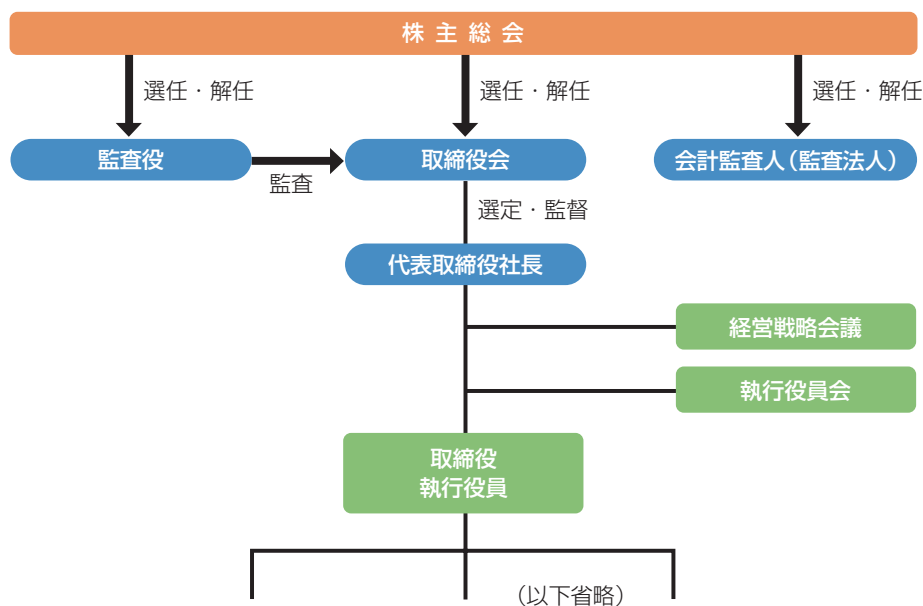 株主総会
選任・解任
選任・解任
選任・解任
監査役
監査
取締役会
会計監査人(監査法人)
選定・監督
代表取締役社長
経営戦略会議
執行役員会
取締役
執行役員
(以下省略)